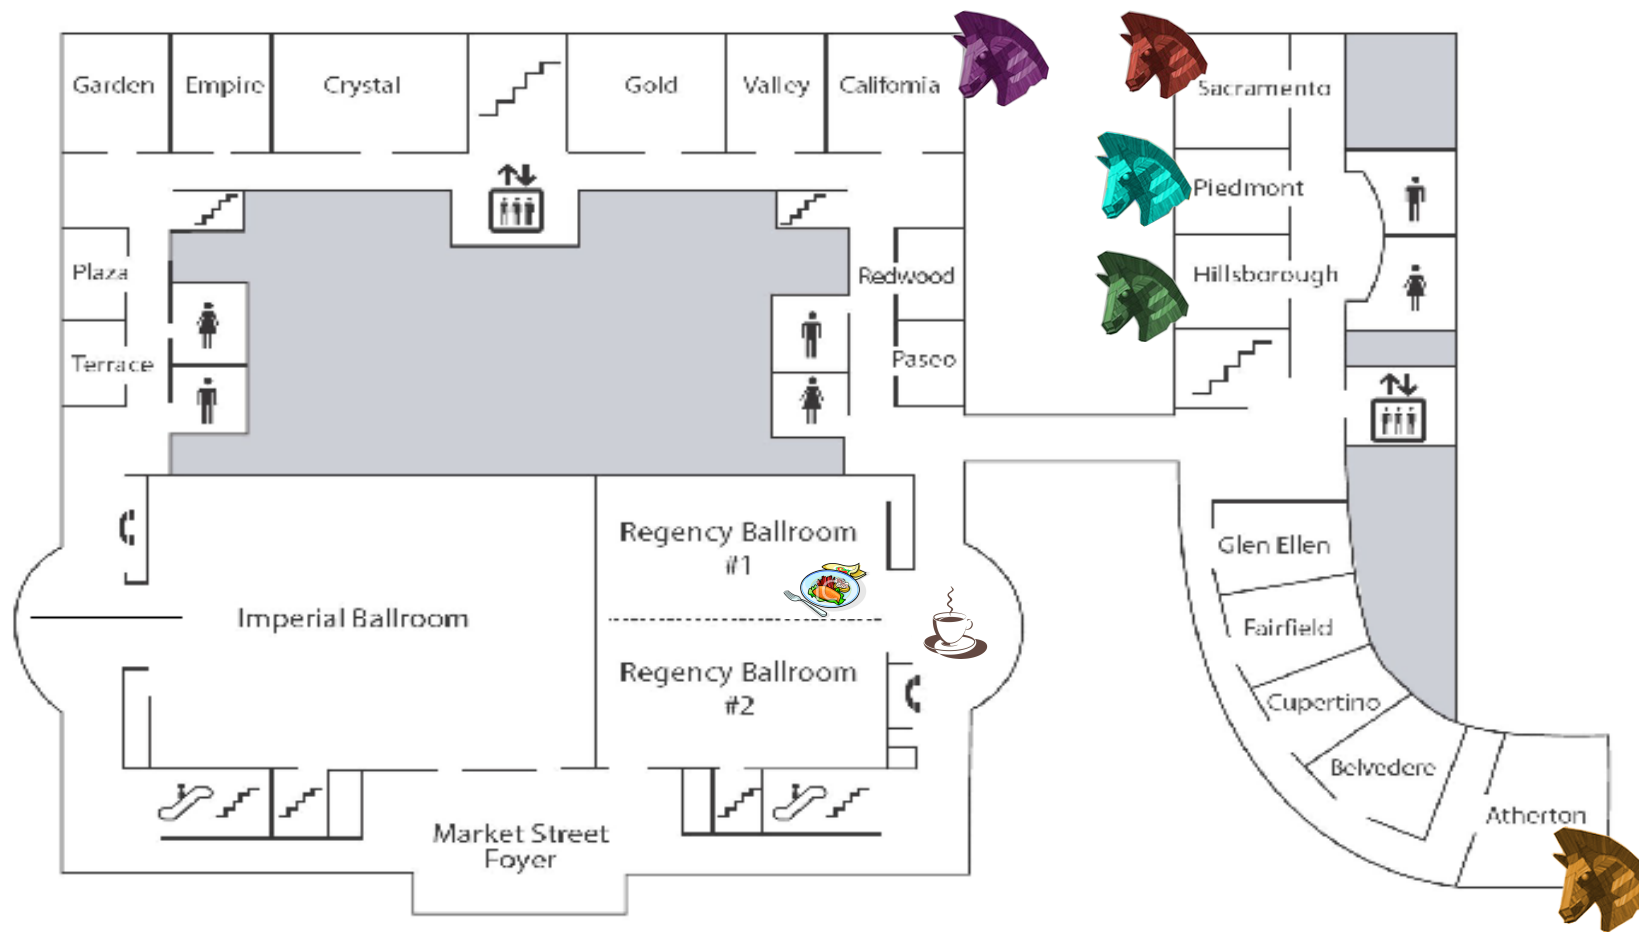 Garden
Empire
Crystal
Gold
Valley
California
Sacramento
Piedmont
Plaza
Redwood
Hillsborough
Terrace
Paseo
Regency Ballroom
#1
Glen Ellen
Imperial Ballroom
Fairfield
Regency Ballroom
#2
Cupertino
Belvedere
Market Street
Foyer
Atherton